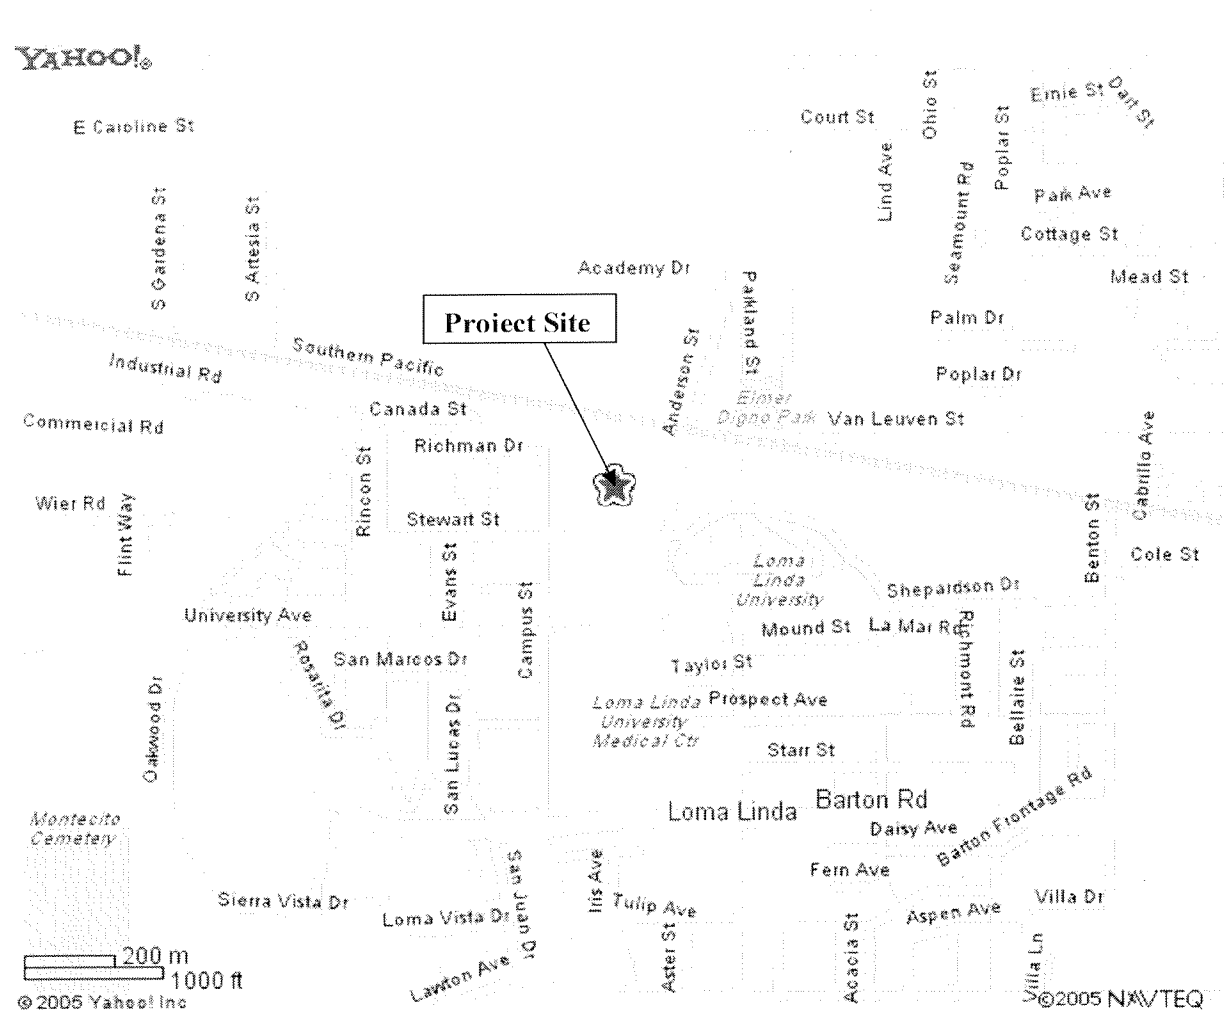 YAHOO!®
Ernie St
Dart St
Ohio St
Court St
E Caroline St
Poplar St
Lind Ave
Seamount Rd
Park Ave
S Gardena St
S Artesia St
Cottage St
Academy Dr
Mead St
Parkland St
Project Site
Palm Dr
Anderson St
Southern Pacific
Industrial Rd
Poplar Dr
Elmer
Digno Park
Canada St
Van Leuven St
Commercial Rd
Richman Dr
Cabrillo Ave
Rincon St
Wier Rd
Flint Way
Stewart St
Benton St
Cole St
Evans St
Loma
Linda
University
Shepardson Dr
University Ave
Campus St
Mound St
La Mar Rd
Richmont Rd
San Marcos Dr
Rosarita Dr
Taylor St
Bellaire St
Loma Linda
University
Medical Ctr
Prospect Ave
Oakwood Dr
San Lucas Dr
Starr St
Loma Linda
Barton Rd
Barton Frontage Rd
Montecito
Cemetery
Daisy Ave
Fern Ave
San Juan Dr
Iris Ave
Sierra Vista Dr
Loma Vista Dr
Tulip Ave
Aspen Ave
Villa Dr
Aster St
Acacia St
Villa Ln
Lawton Ave
200 m
1000 ft
© 2005 Yahoo! Inc
©2005 NAVTEQ